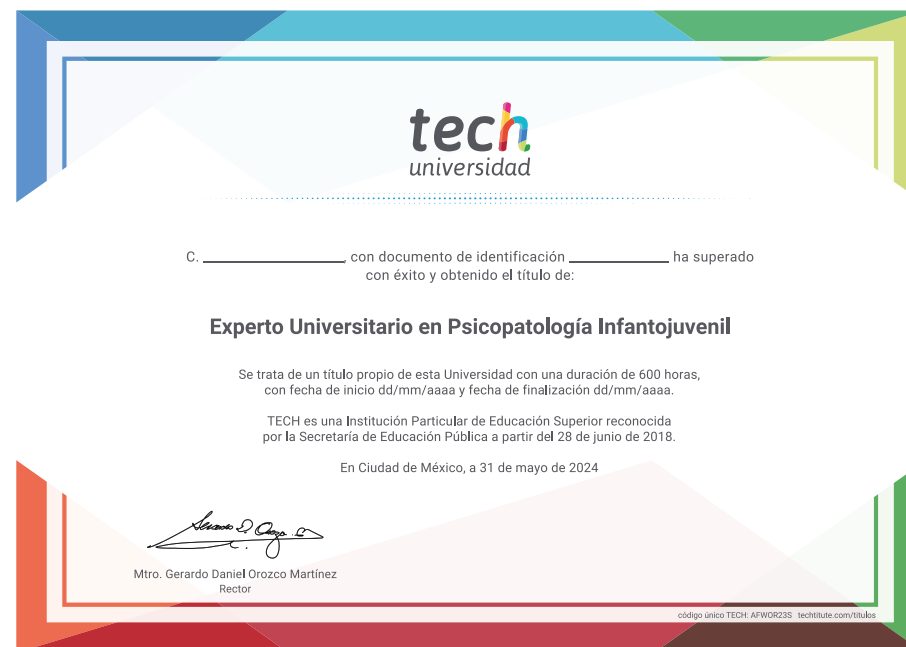 tech
universidad
C. ____________, con documento de identificación ____________ ha superado
con éxito y obtenido el título de:
Experto Universitario en Psicopatología Infantojuvenil
Se trata de un título propio de esta Universidad con una duración de 600 horas,
con fecha de inicio dd/mm/aaaa y fecha de finalización dd/mm/aaaa.
TECH es una Institución Particular de Educación Superior reconocida
por la Secretaría de Educación Pública a partir del 28 de junio de 2018.
En Ciudad de México, a 31 de mayo de 2024
Mtro. Gerardo Daniel Orozco Martínez
Rector
código único TECH: AFWOR23S techtitute.com/titulos